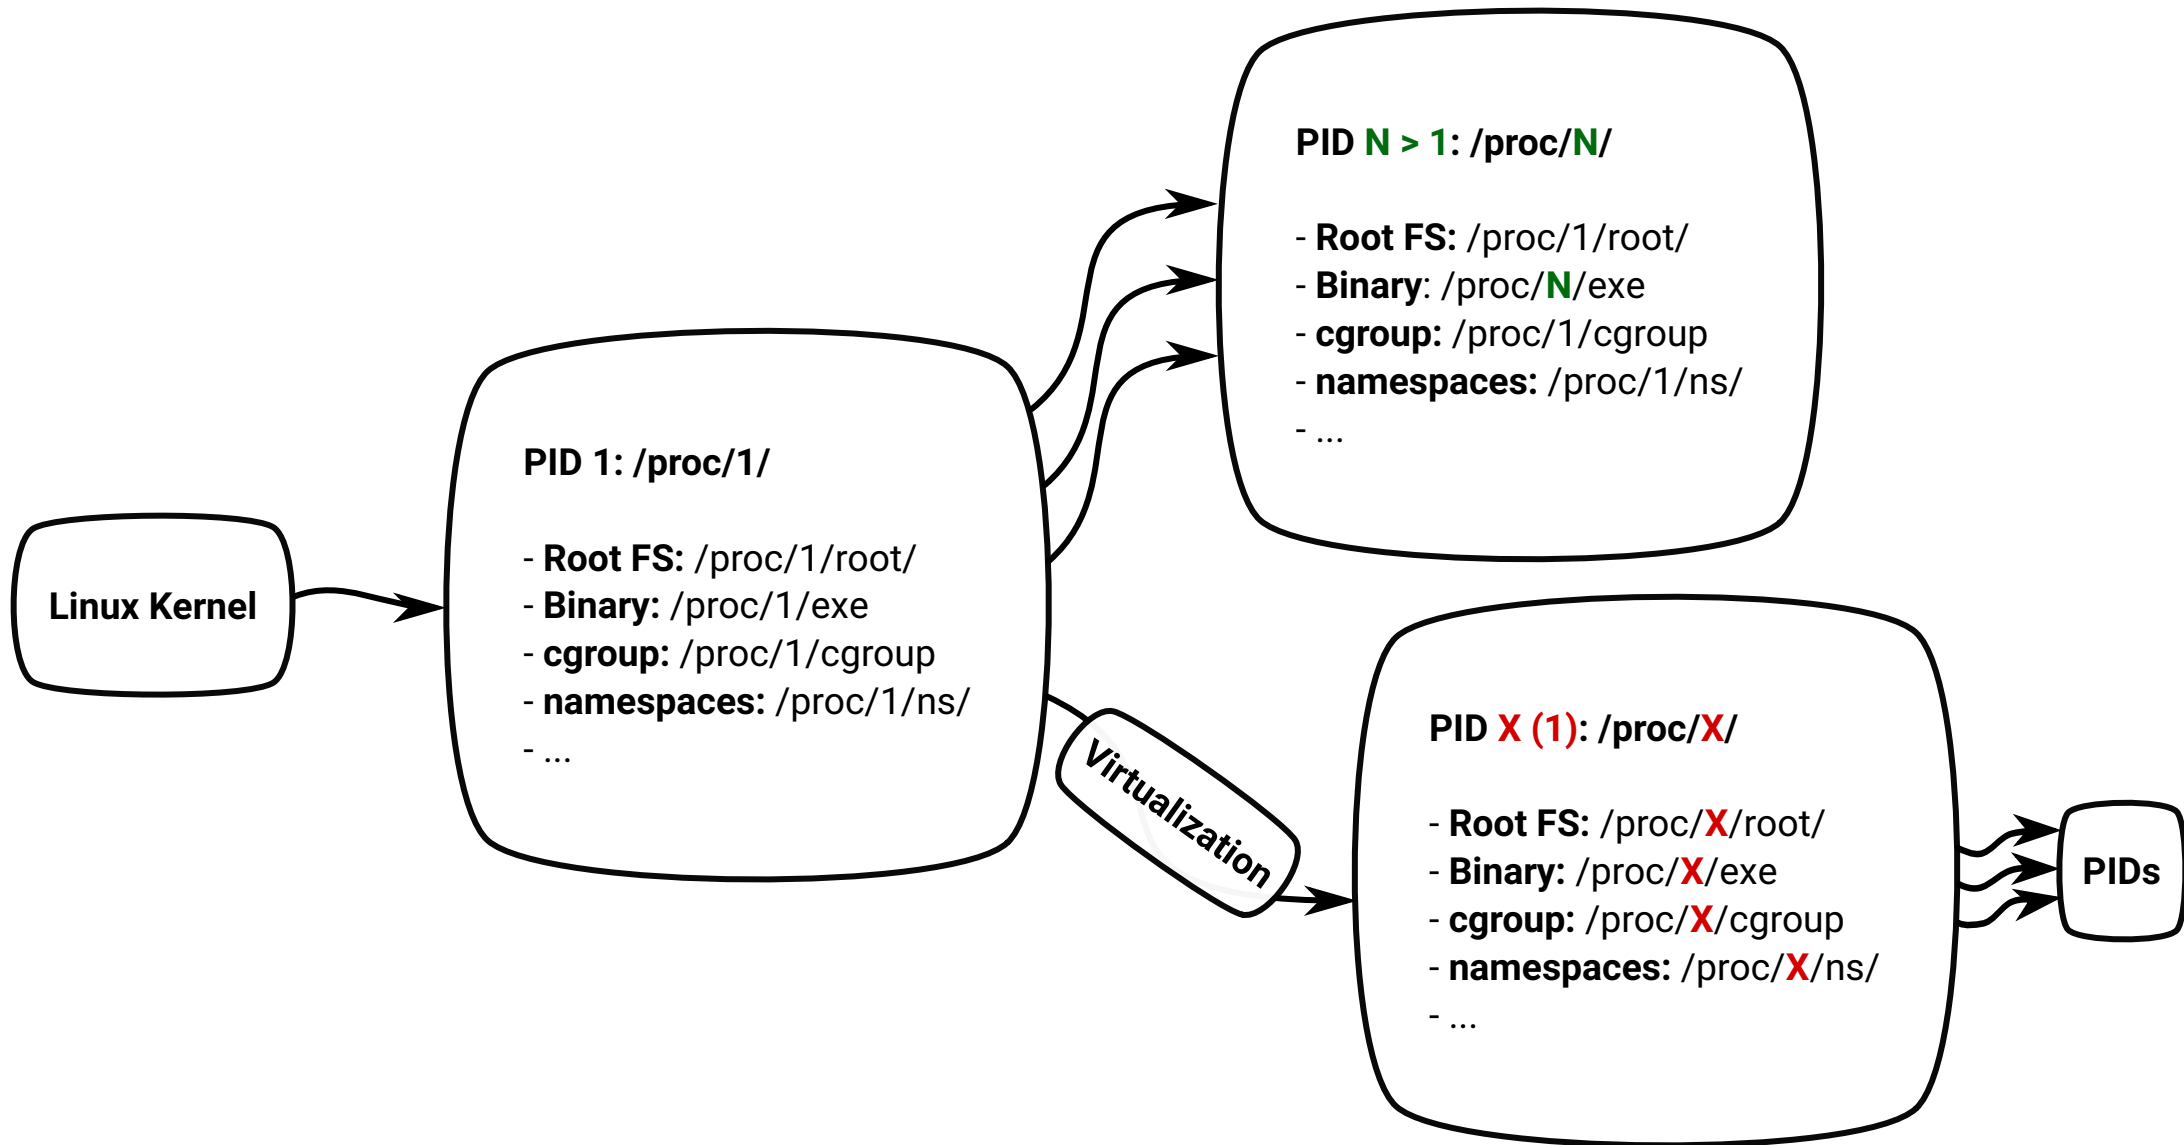 Linux Kernel
PID 1: /proc/1/
- Root FS: /proc/1/root/
- Binary: /proc/1/exe
- cgroup: /proc/1/cgroup
- namespaces: /proc/1/ns/
- ...
PID N > 1: /proc/N/
- Root FS: /proc/1/root/
- Binary: /proc/N/exe
- cgroup: /proc/1/cgroup
- namespaces: /proc/1/ns/
- ...
Virtualization
PID X (1): /proc/X/
- Root FS: /proc/X/root/
- Binary: /proc/X/exe
- cgroup: /proc/X/cgroup
- namespaces: /proc/X/ns/
- ...
PIDs